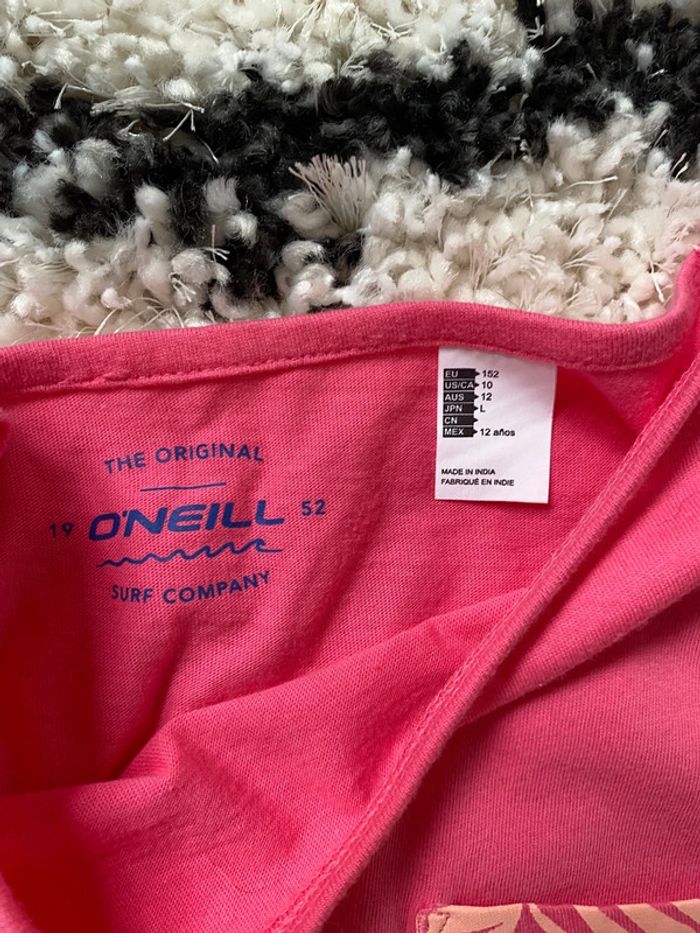 THE ORIGINAL
19 O'NEILL 52
SURF COMPANY
EU 152
US/CA 10
AUS 12
JPN L
CN
MEX 12 años
MADE IN INDIA
FABRIQUÉ EN INDIE